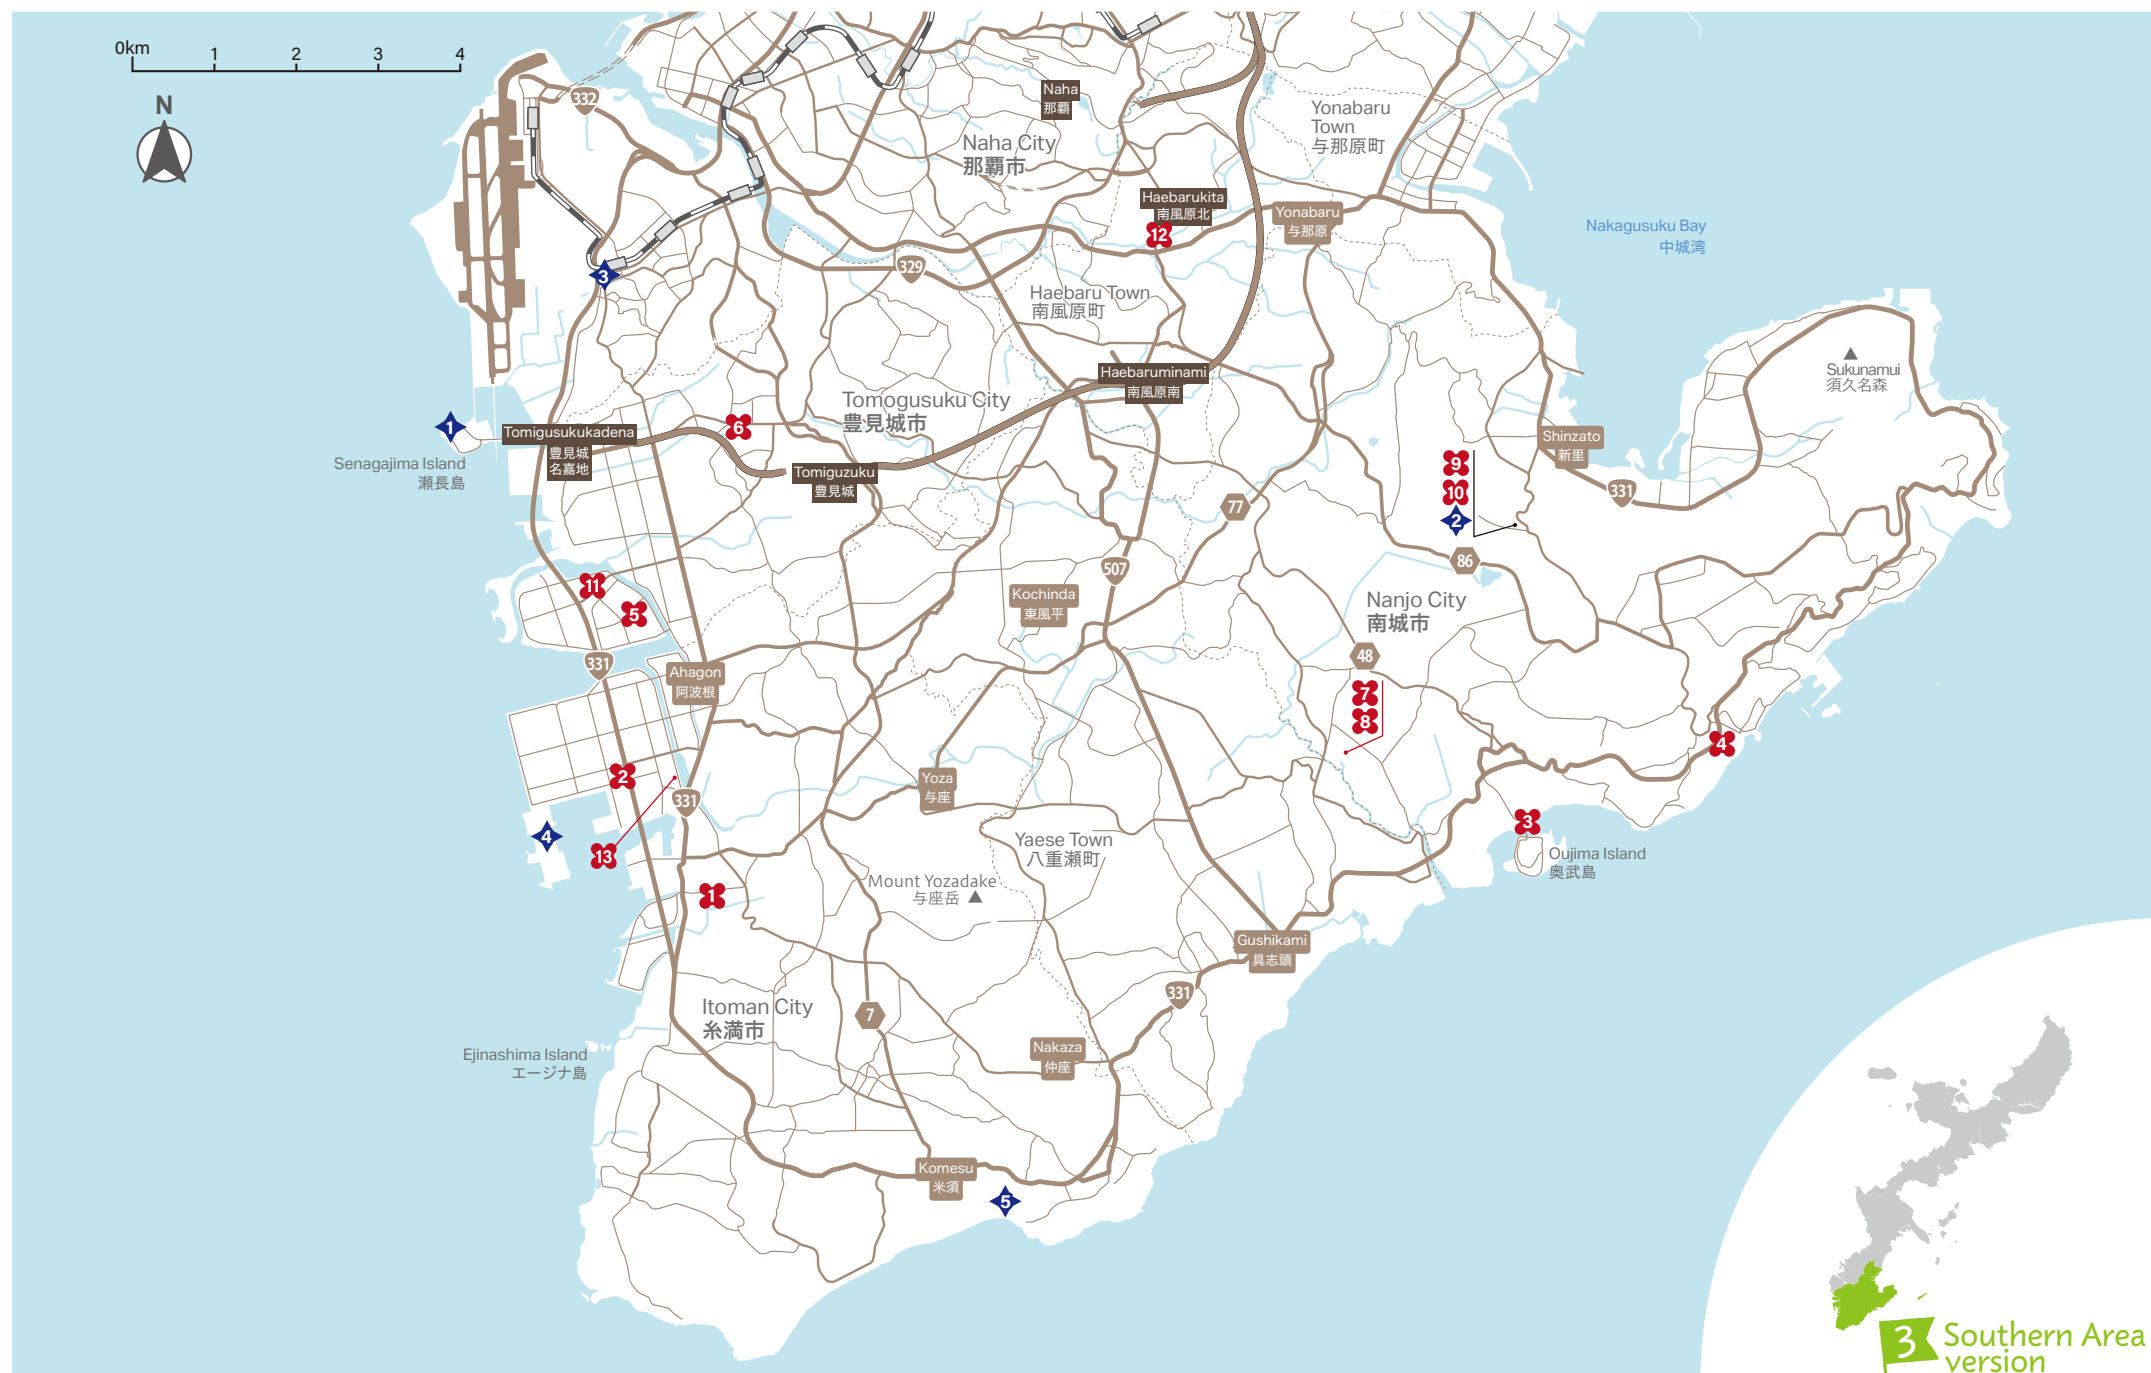 0km 1 2 3 4
N
332
Naha
那覇
Naha City
那覇市
Yonabaru
Town
与那原町
Haebarukita
南風原北
12
Yonabaru
与那原
Nakagusuku Bay
中城湾
3
329
Haebaru Town
南風原町
Sukunamui
須久名森
Haebaruminami
南風原南
Tomogusuku City
豊見城市
1
Tomigusukukadena
豊見城
名嘉地
6
Senagajima Island
瀬長島
Tomiguzuku
豊見城
Shinzato
新里
9
10
2
331
77
86
507
11
5
Kochinda
東風平
Nanjo City
南城市
331
Ahagon
阿波根
48
7
8
4
2
331
Yoza
与座
4
13
3
Oujima Island
奥武島
Yaese Town
八重瀬町
1
Mount Yozadake
与座岳
Gushikami
具志頭
331
Itoman City
糸満市
7
Ejinashima Island
エージナ島
Nakaza
仲座
Komesu
米須
5
3
Southern Area
version